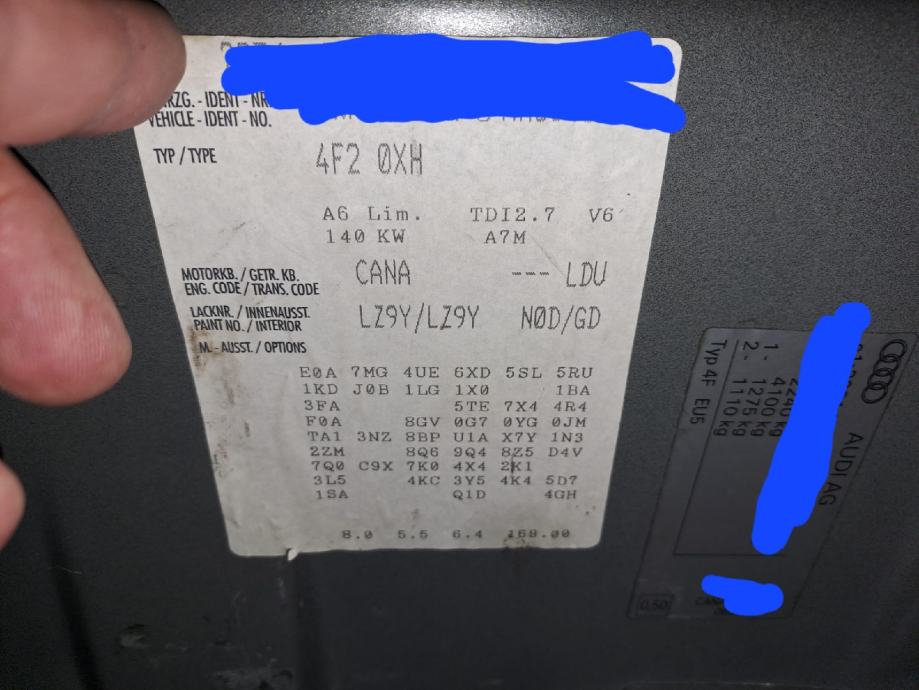 RZG. - IDENT - NR.
VEHICLE - IDENT - NO.
TYP / TYPE 4F2 0XH
A6 Lim. TDI2.7 V6
140 KW A7M
MOTORKB. / GETR. KB.
ENG. CODE / TRANS. CODE
CANA --- LDU
LACKNR. / INNENAUSST.
PAINT NO. / INTERIOR
LZ9Y/LZ9Y N0D/GD
M. - AUSST. / OPTIONS
E0A 7MG 4UE 6XD 5SL 5RU
1KD J0B 1LG 1X0 1BA
3FA 5TE 7X4 4R4
F0A 8GV 0G7 0YG 0JM
TA1 3NZ 8BP U1A X7Y 1N3
2ZM 8Q6 9Q4 8Z5 D4V
7Q0 C9X 7K0 4X4 2K1
3L5 4KC 3Y5 4K4 5D7
1SA Q1D 4GH
8.0 5.5 6.4 169.00
AUDI AG
4100 kg
1- 1275 kg
2- 1110 kg
Typ 4F EU5
0.50